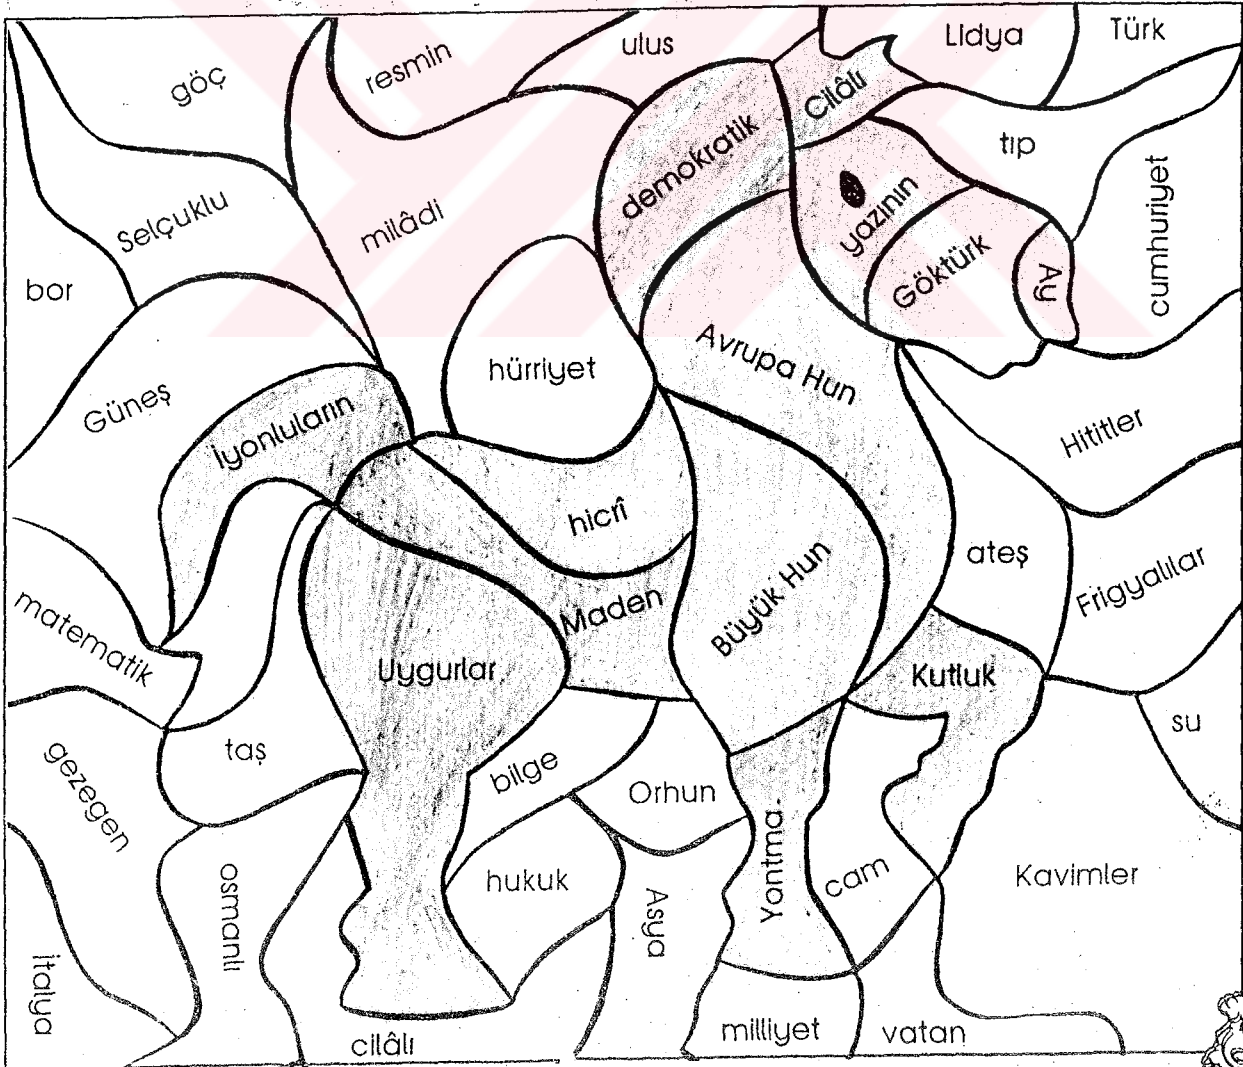 göç
resmin
ulus
Lidya
Türk
Cilâlı
demokratik
tıp
yazının
Selçuklu
milâdi
cumhuriyet
bor
Göktürk
Ay
Güneş
hürriyet
Avrupa Hun
İyonluların
Hititler
hicrî
ateş
Büyük Hun
Frigyalılar
matematik
Maden
Uygurlar
Kutluk
taş
su
gezegen
bilge
Orhun
Yontma.
cam
Kavimler
osmanlı
hukuk
Asya
İtalya
cilâlı
milliyet
vatan